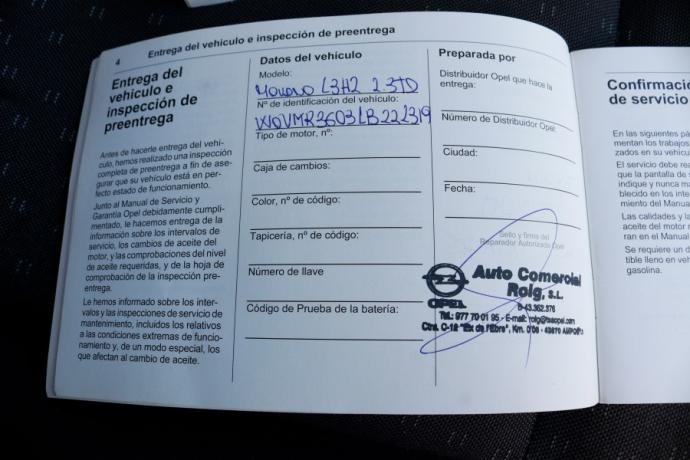 4 Entrega del vehículo e inspección de preentrega
Entrega del
vehículo e
inspección de
preentrega
Antes de hacerle entrega del vehí-
culo, hemos realizado una inspección
completa de preentrega a fin de ase-
gurar que su vehículo está en per-
fecto estado de funcionamiento.
Junto al Manual de Servicio y
Garantía Opel debidamente cumpli-
mentado, le hacemos entrega de la
información sobre los intervalos de
servicio, los cambios de aceite del
motor, y las comprobaciones del nivel
de aceite requeridas, y de la hoja de
comprobación de la inspección pre-
entrega.
Le hemos informado sobre los inter-
valos y las inspecciones de servicio de
mantenimiento, incluidos los relativos
a las condiciones extremas de funcio-
namiento y, de un modo especial, los
que afectan al cambio de aceite.
Datos del vehículo
Modelo:
Movano L3H2 2.3TD
Nº de identificación del vehículo:
W0VMR3603LB222319
Tipo de motor, nº:
Caja de cambios:
Color, nº de código:
Tapicería, nº de código:
Número de llave
Código de Prueba de la batería:
Preparada por
Distribuidor Opel que hace la
entrega:
Número de Distribuidor Opel:
Ciudad:
Fecha:
Sello y firma del
Reparador Autorizado Opel
Auto Comercial
Roig, S.L.
OPEL
B-43.362.376
Tel.: 977 70 01 95 - E-mail:
Ctra. C-12 "Eix de l'Ebre", Km.
Confirmació
de servicio
En las siguientes pá
mentan los trabajos
zados en su vehícu
El servicio debe rea
que la pantalla de s
indique y nunca ma
blecido en los inte
miento del Manua
Las calidades y la
aceite del motor r
ran en el Manual
Se requiere un d
tible lleno en veh
gasolina.